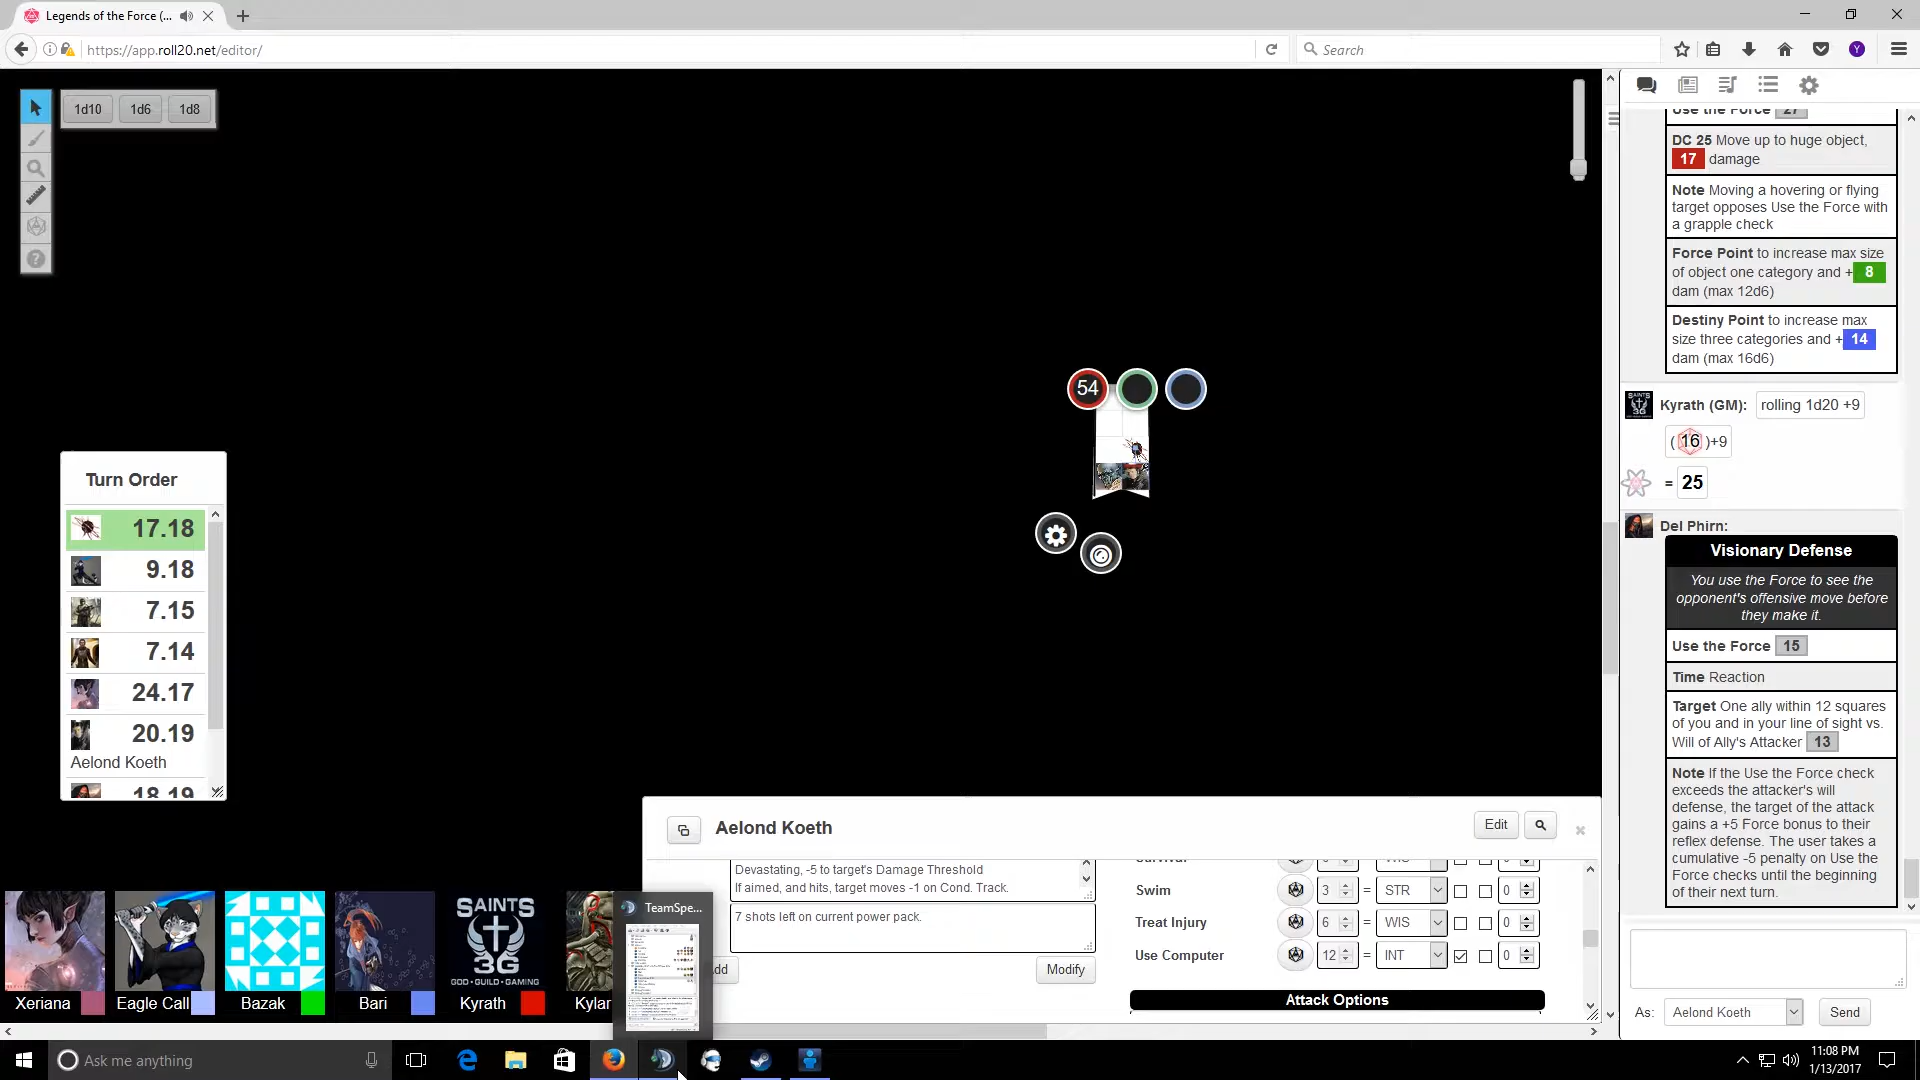 Legends of the Force (...
https://app.roll20.net/editor/
Search
1d10
1d6
1d8
Use the Force 27
DC 25 Move up to huge object,
17 damage
Note Moving a hovering or flying
target opposes Use the Force with
a grapple check
Force Point to increase max size
of object one category and + 8
dam (max 12d6)
Destiny Point to increase max
size three categories and + 14
dam (max 16d6)
Kyrath (GM): rolling 1d20 +9
(16)+9
= 25
Del Phirn:
Visionary Defense
You use the Force to see the
opponent's offensive move before
they make it.
Use the Force 15
Time Reaction
Target One ally within 12 squares
of you and in your line of sight vs.
Will of Ally's Attacker 13
Note If the Use the Force check
exceeds the attacker's will
defense, the target of the attack
gains a +5 Force bonus to their
reflex defense. The user takes a
cumulative -5 penalty on Use the
Force checks until the beginning
of their next turn.
As: Aelond Koeth
Send
54
Turn Order
17.18
9.18
7.15
7.14
24.17
20.19
Aelond Koeth
18.19
Aelond Koeth
Edit
Devastating, -5 to target's Damage Threshold
If aimed, and hits, target moves -1 on Cond. Track.
7 shots left on current power pack.
Modify
Survival
Swim 3 = STR 0
Treat Injury 6 = WIS 0
Use Computer 12 = INT 0
Attack Options
Xeriana
Eagle Call
Bazak
Bari
SAINTS
3G
GOD • GUILD • GAMING
Kyrath
Kylar
TeamSpe...
Ask me anything
11:08 PM
1/13/2017